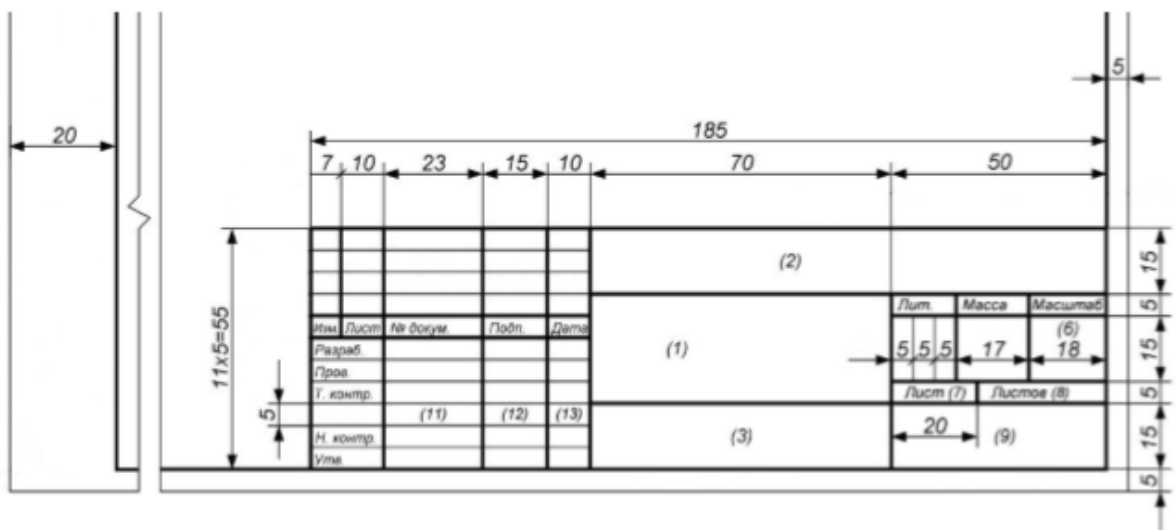 5
20
185
7 10 23 15 10 70 50
(2)
15
Лит. Масса Масштаб
5
Изм. Лист № докум. Подп. Дата
(6)
11x5=55
Разраб.
(1)
5 5 5 17 18
15
Пров.
Т. контр.
Лист (7) Листов (8)
5
5
(11) (12) (13)
20
Н. контр.
(3)
(9)
15
Утв.
5